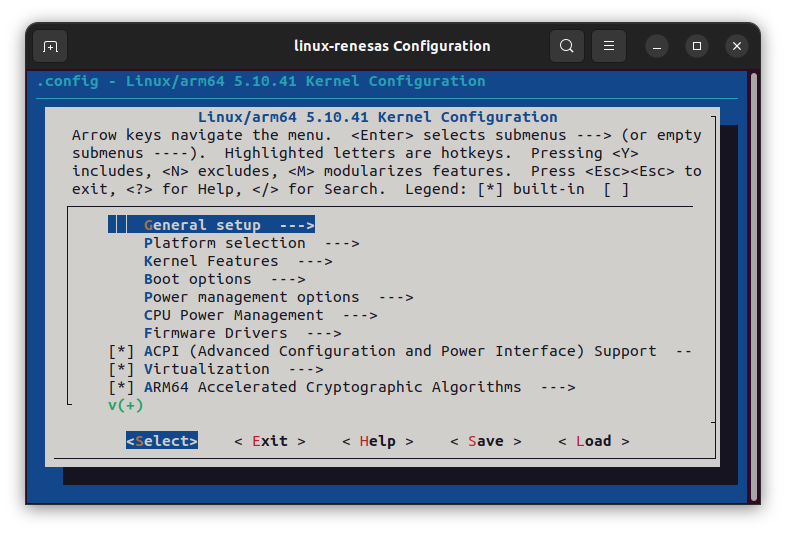 linux-renesas Configuration
.config - Linux/arm64 5.10.41 Kernel Configuration
Linux/arm64 5.10.41 Kernel Configuration
Arrow keys navigate the menu.  <Enter> selects submenus ---> (or empty
submenus ----).  Highlighted letters are hotkeys.  Pressing <Y>
includes, <N> excludes, <M> modularizes features.  Press <Esc><Esc> to
exit, <?> for Help, </> for Search.  Legend: [*] built-in  [ ]
General setup  --->
Platform selection  --->
Kernel Features  --->
Boot options  --->
Power management options  --->
CPU Power Management  --->
Firmware Drivers  --->
[*] ACPI (Advanced Configuration and Power Interface) Support  --
[*] Virtualization  --->
[*] ARM64 Accelerated Cryptographic Algorithms  --->
v(+)
<Select>    < Exit >    < Help >    < Save >    < Load >